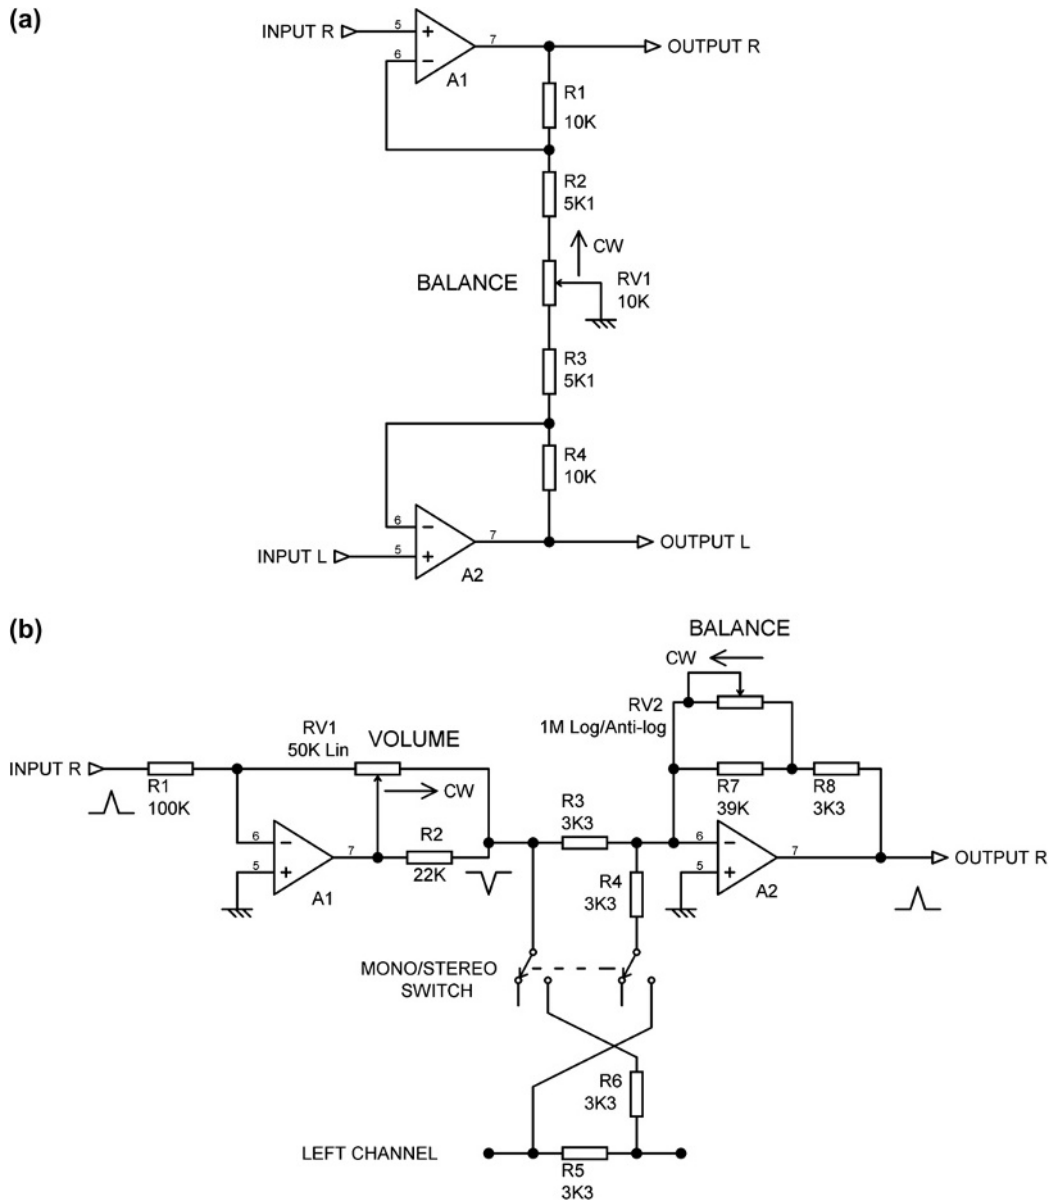 (a)
INPUT R
5
6
+
−
7
A1
OUTPUT R
R1
10K
R2
5K1
CW
BALANCE
RV1
10K
R3
5K1
R4
10K
6
5
−
+
7
A2
INPUT L
OUTPUT L
(b)
BALANCE
CW
RV2
1M Log/Anti-log
RV1
50K Lin
VOLUME
INPUT R
R1
100K
CW
R7
39K
R8
3K3
R3
3K3
R2
22K
6
5
−
+
7
A1
R4
3K3
6
5
−
+
7
A2
OUTPUT R
MONO/STEREO
SWITCH
R6
3K3
LEFT CHANNEL
R5
3K3